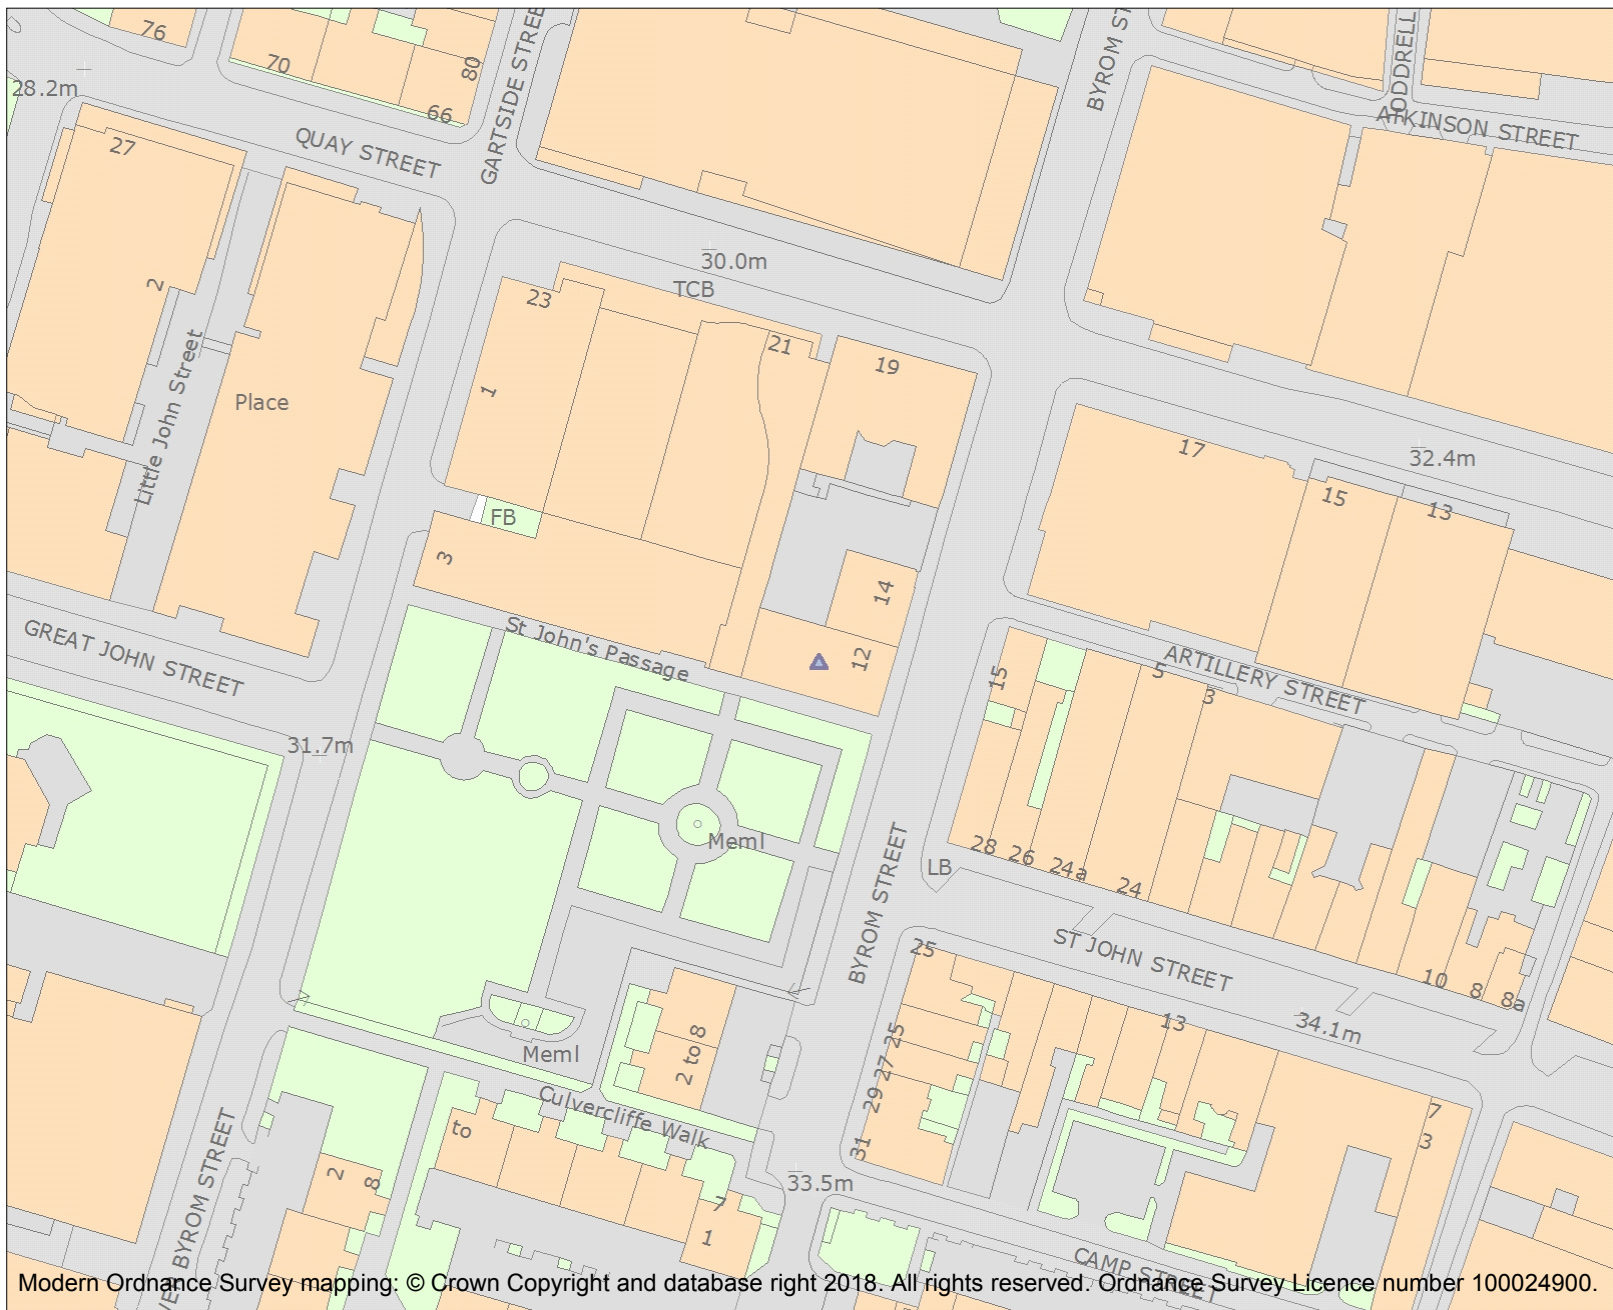 76
70
80
66
28.2m
GARTSIDE STREE
BYROM ST
ODDRELL
ATKINSON STREET
QUAY STREET
27
2
30.0m
TCB
23
21
19
1
Little John Street
Place
17
15
13
32.4m
FB
3
14
12
St John's Passage
GREAT JOHN STREET
31.7m
15
5
3
ARTILLERY STREET
Meml
28
26
24a
24
LB
BYROM STREET
ST JOHN STREET
25
10
8
8a
34.1m
13
25
27
29
31
Meml
2 to 8
Culvercliffe Walk
to
2
8
7
1
33.5m
7
3
VER BYROM STREET
CAMP STREET
Modern Ordnance Survey mapping: © Crown Copyright and database right 2018. All rights reserved. Ordnance Survey Licence number 100024900.